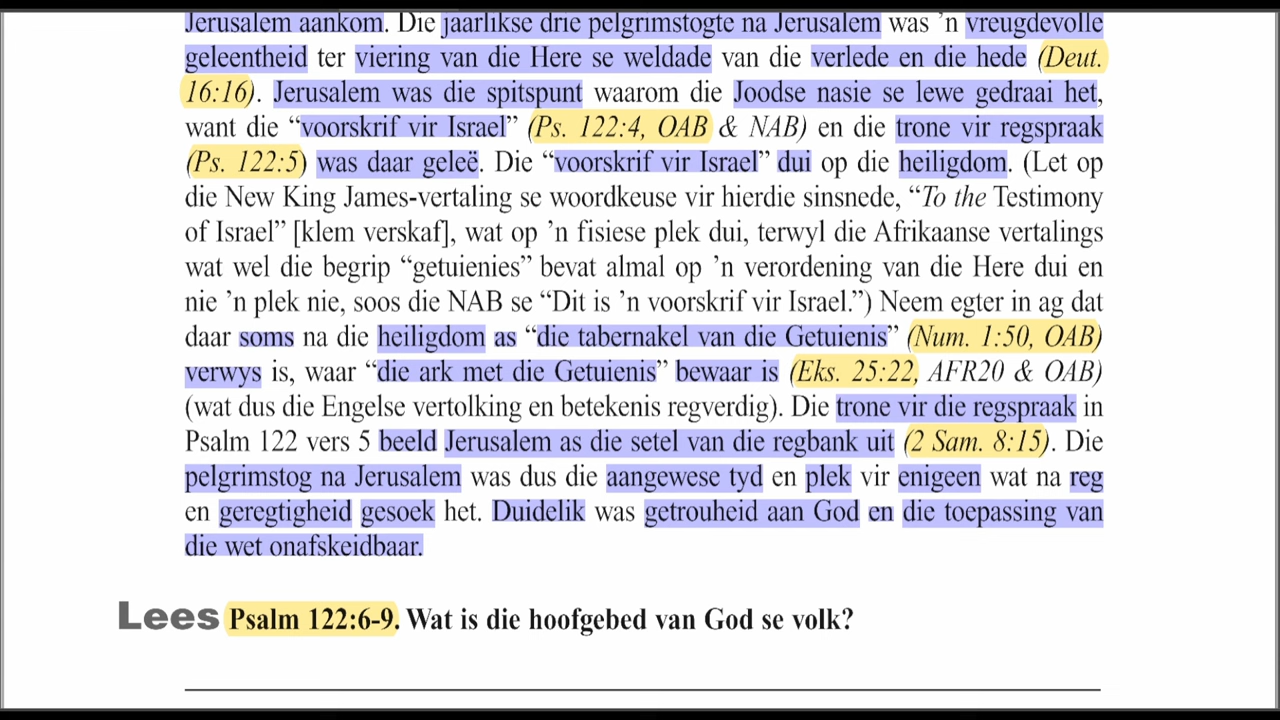 Jerusalem aankom. Die jaarlikse drie pelgrimstogte na Jerusalem was ’n vreugdevolle
geleentheid ter viering van die Here se weldade van die verlede en die hede (Deut.
16:16). Jerusalem was die spitspunt waarom die Joodse nasie se lewe gedraai het,
want die “voorskrif vir Israel” (Ps. 122:4, OAB & NAB) en die trone vir regspraak
(Ps. 122:5) was daar geleë. Die “voorskrif vir Israel” dui op die heiligdom. (Let op
die New King James-vertaling se woordkeuse vir hierdie sinsnede, “To the Testimony
of Israel” [klem verskaf], wat op ’n fisiese plek dui, terwyl die Afrikaanse vertalings
wat wel die begrip “getuienies” bevat almal op ’n verordening van die Here dui en
nie ’n plek nie, soos die NAB se “Dit is ’n voorskrif vir Israel.”) Neem egter in ag dat
daar soms na die heiligdom as “die tabernakel van die Getuienis” (Num. 1:50, OAB)
verwys is, waar “die ark met die Getuienis” bewaar is (Eks. 25:22, AFR20 & OAB)
(wat dus die Engelse vertolking en betekenis regverdig). Die trone vir die regspraak in
Psalm 122 vers 5 beeld Jerusalem as die setel van die regbank uit (2 Sam. 8:15). Die
pelgrimstog na Jerusalem was dus die aangewese tyd en plek vir enigeen wat na reg
en geregtigheid gesoek het. Duidelik was getrouheid aan God en die toepassing van
die wet onafskeidbaar.
Lees Psalm 122:6-9. Wat is die hoofgebed van God se volk?